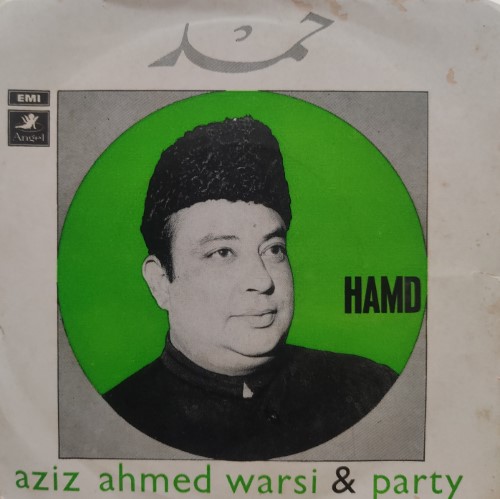 حمد
EMI
Angel
HAMD
aziz ahmed warsi & party